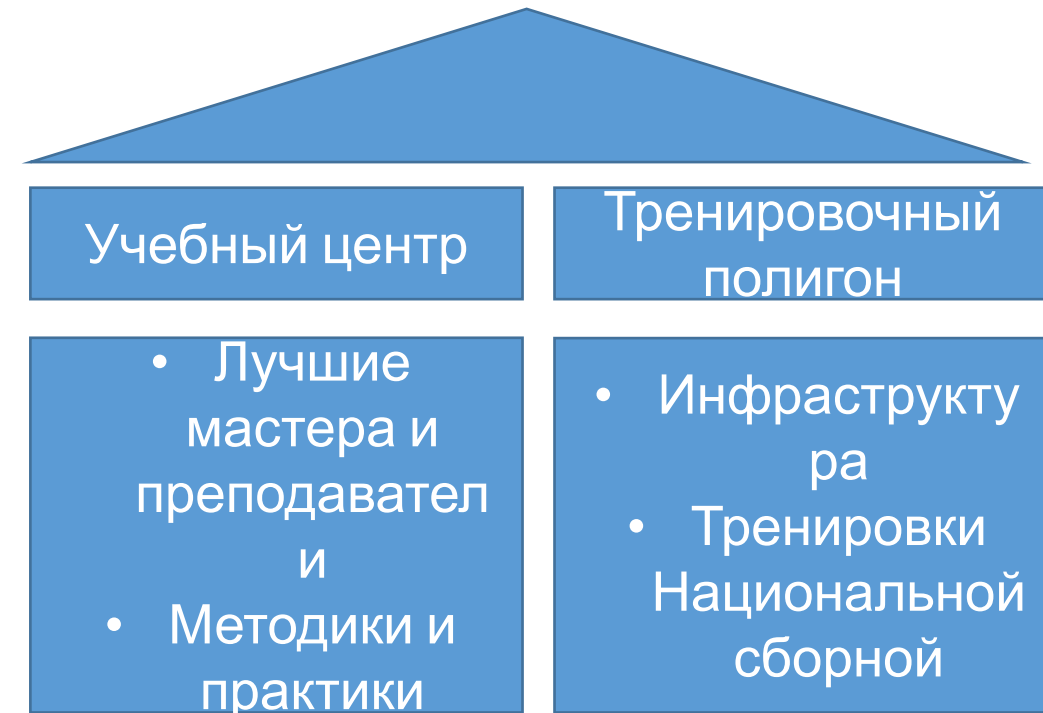 Учебный центр
Тренировочный
полигон
• Лучшие
мастера и
преподавател
и
• Методики и
практики
• Инфраструкту
ра
• Тренировки
Национальной
сборной